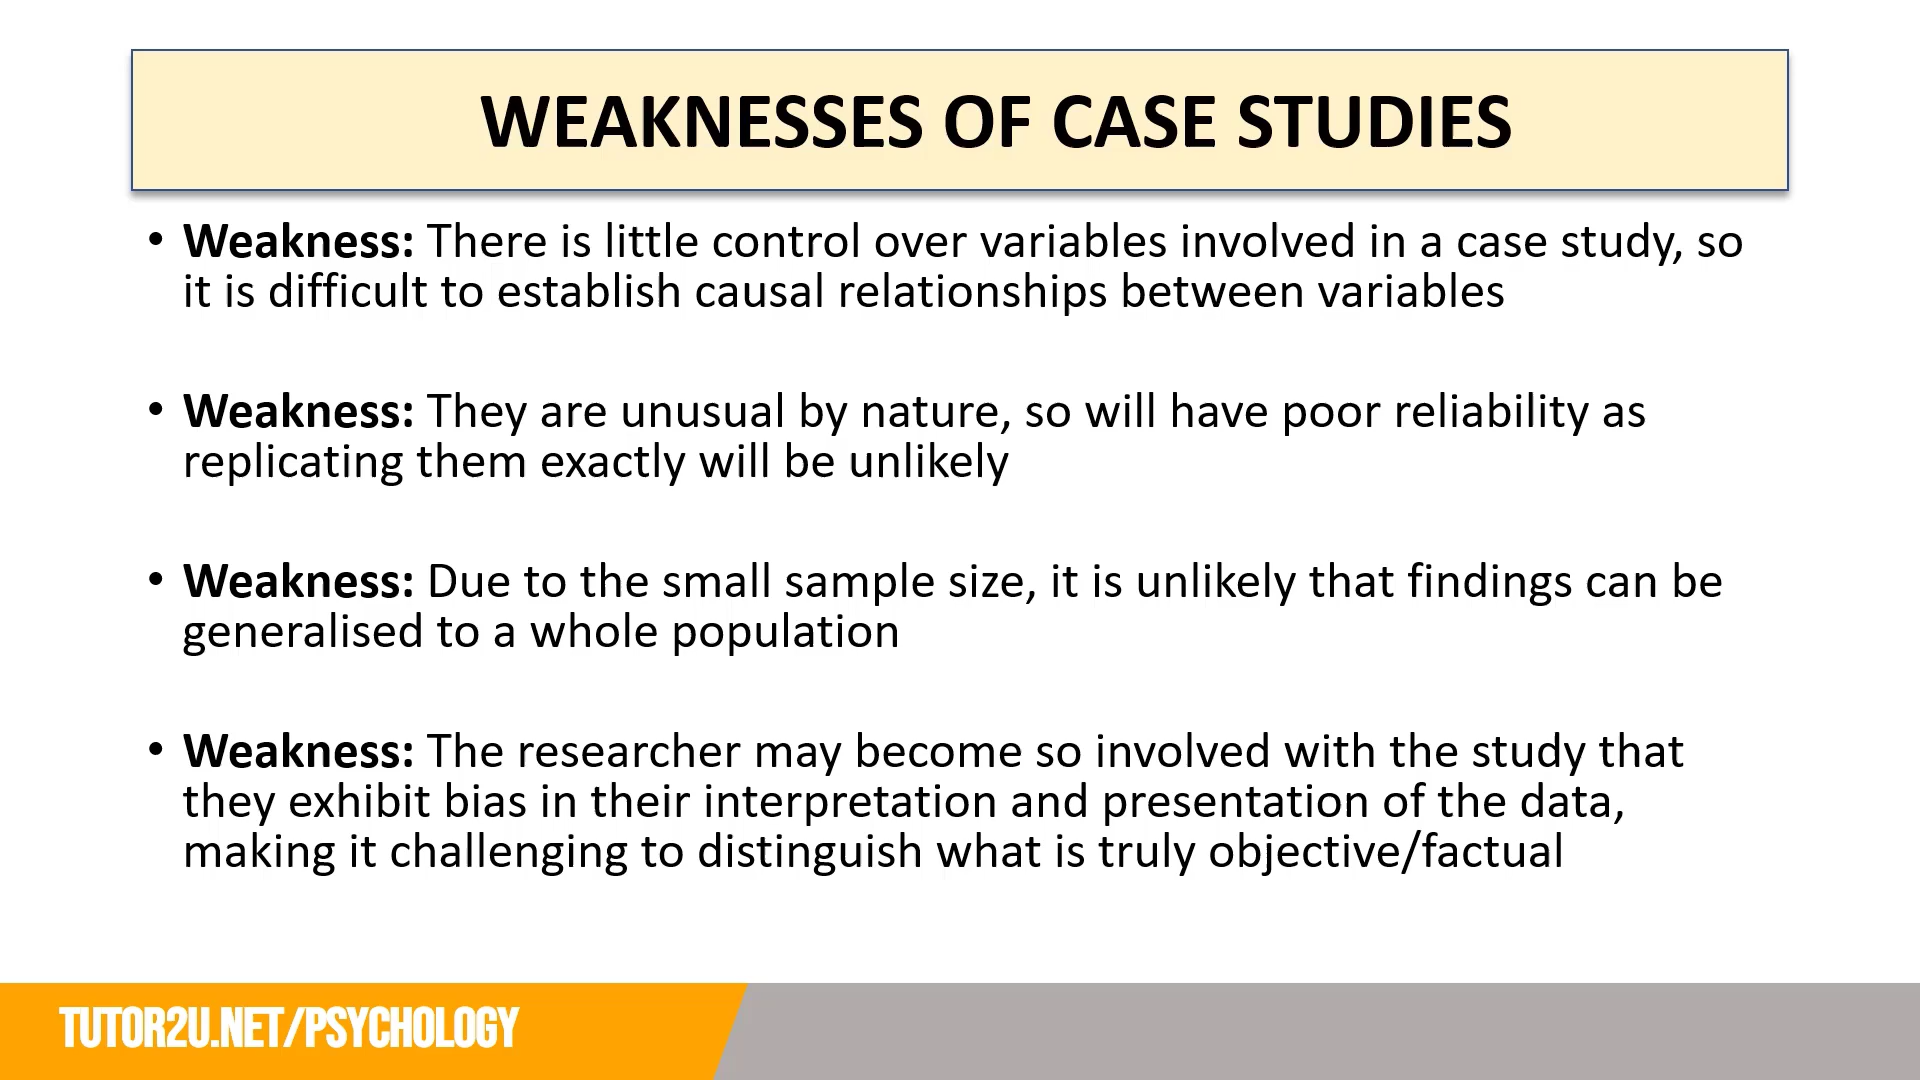 WEAKNESSES OF CASE STUDIES
• Weakness: There is little control over variables involved in a case study, so
it is difficult to establish causal relationships between variables
• Weakness: They are unusual by nature, so will have poor reliability as
replicating them exactly will be unlikely
• Weakness: Due to the small sample size, it is unlikely that findings can be
generalised to a whole population
• Weakness: The researcher may become so involved with the study that
they exhibit bias in their interpretation and presentation of the data,
making it challenging to distinguish what is truly objective/factual
TUTOR2U.NET/PSYCHOLOGY